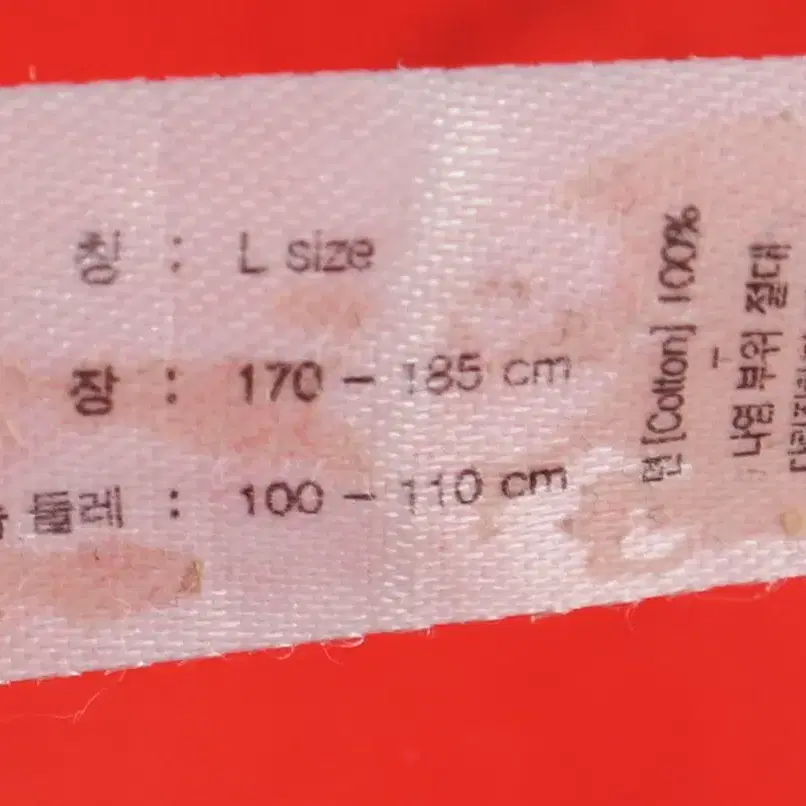 칭 : L size
장 : 170 - 185 cm
둘레 : 100 - 110 cm
면 [Cotton] 100%
나염 부위 절대